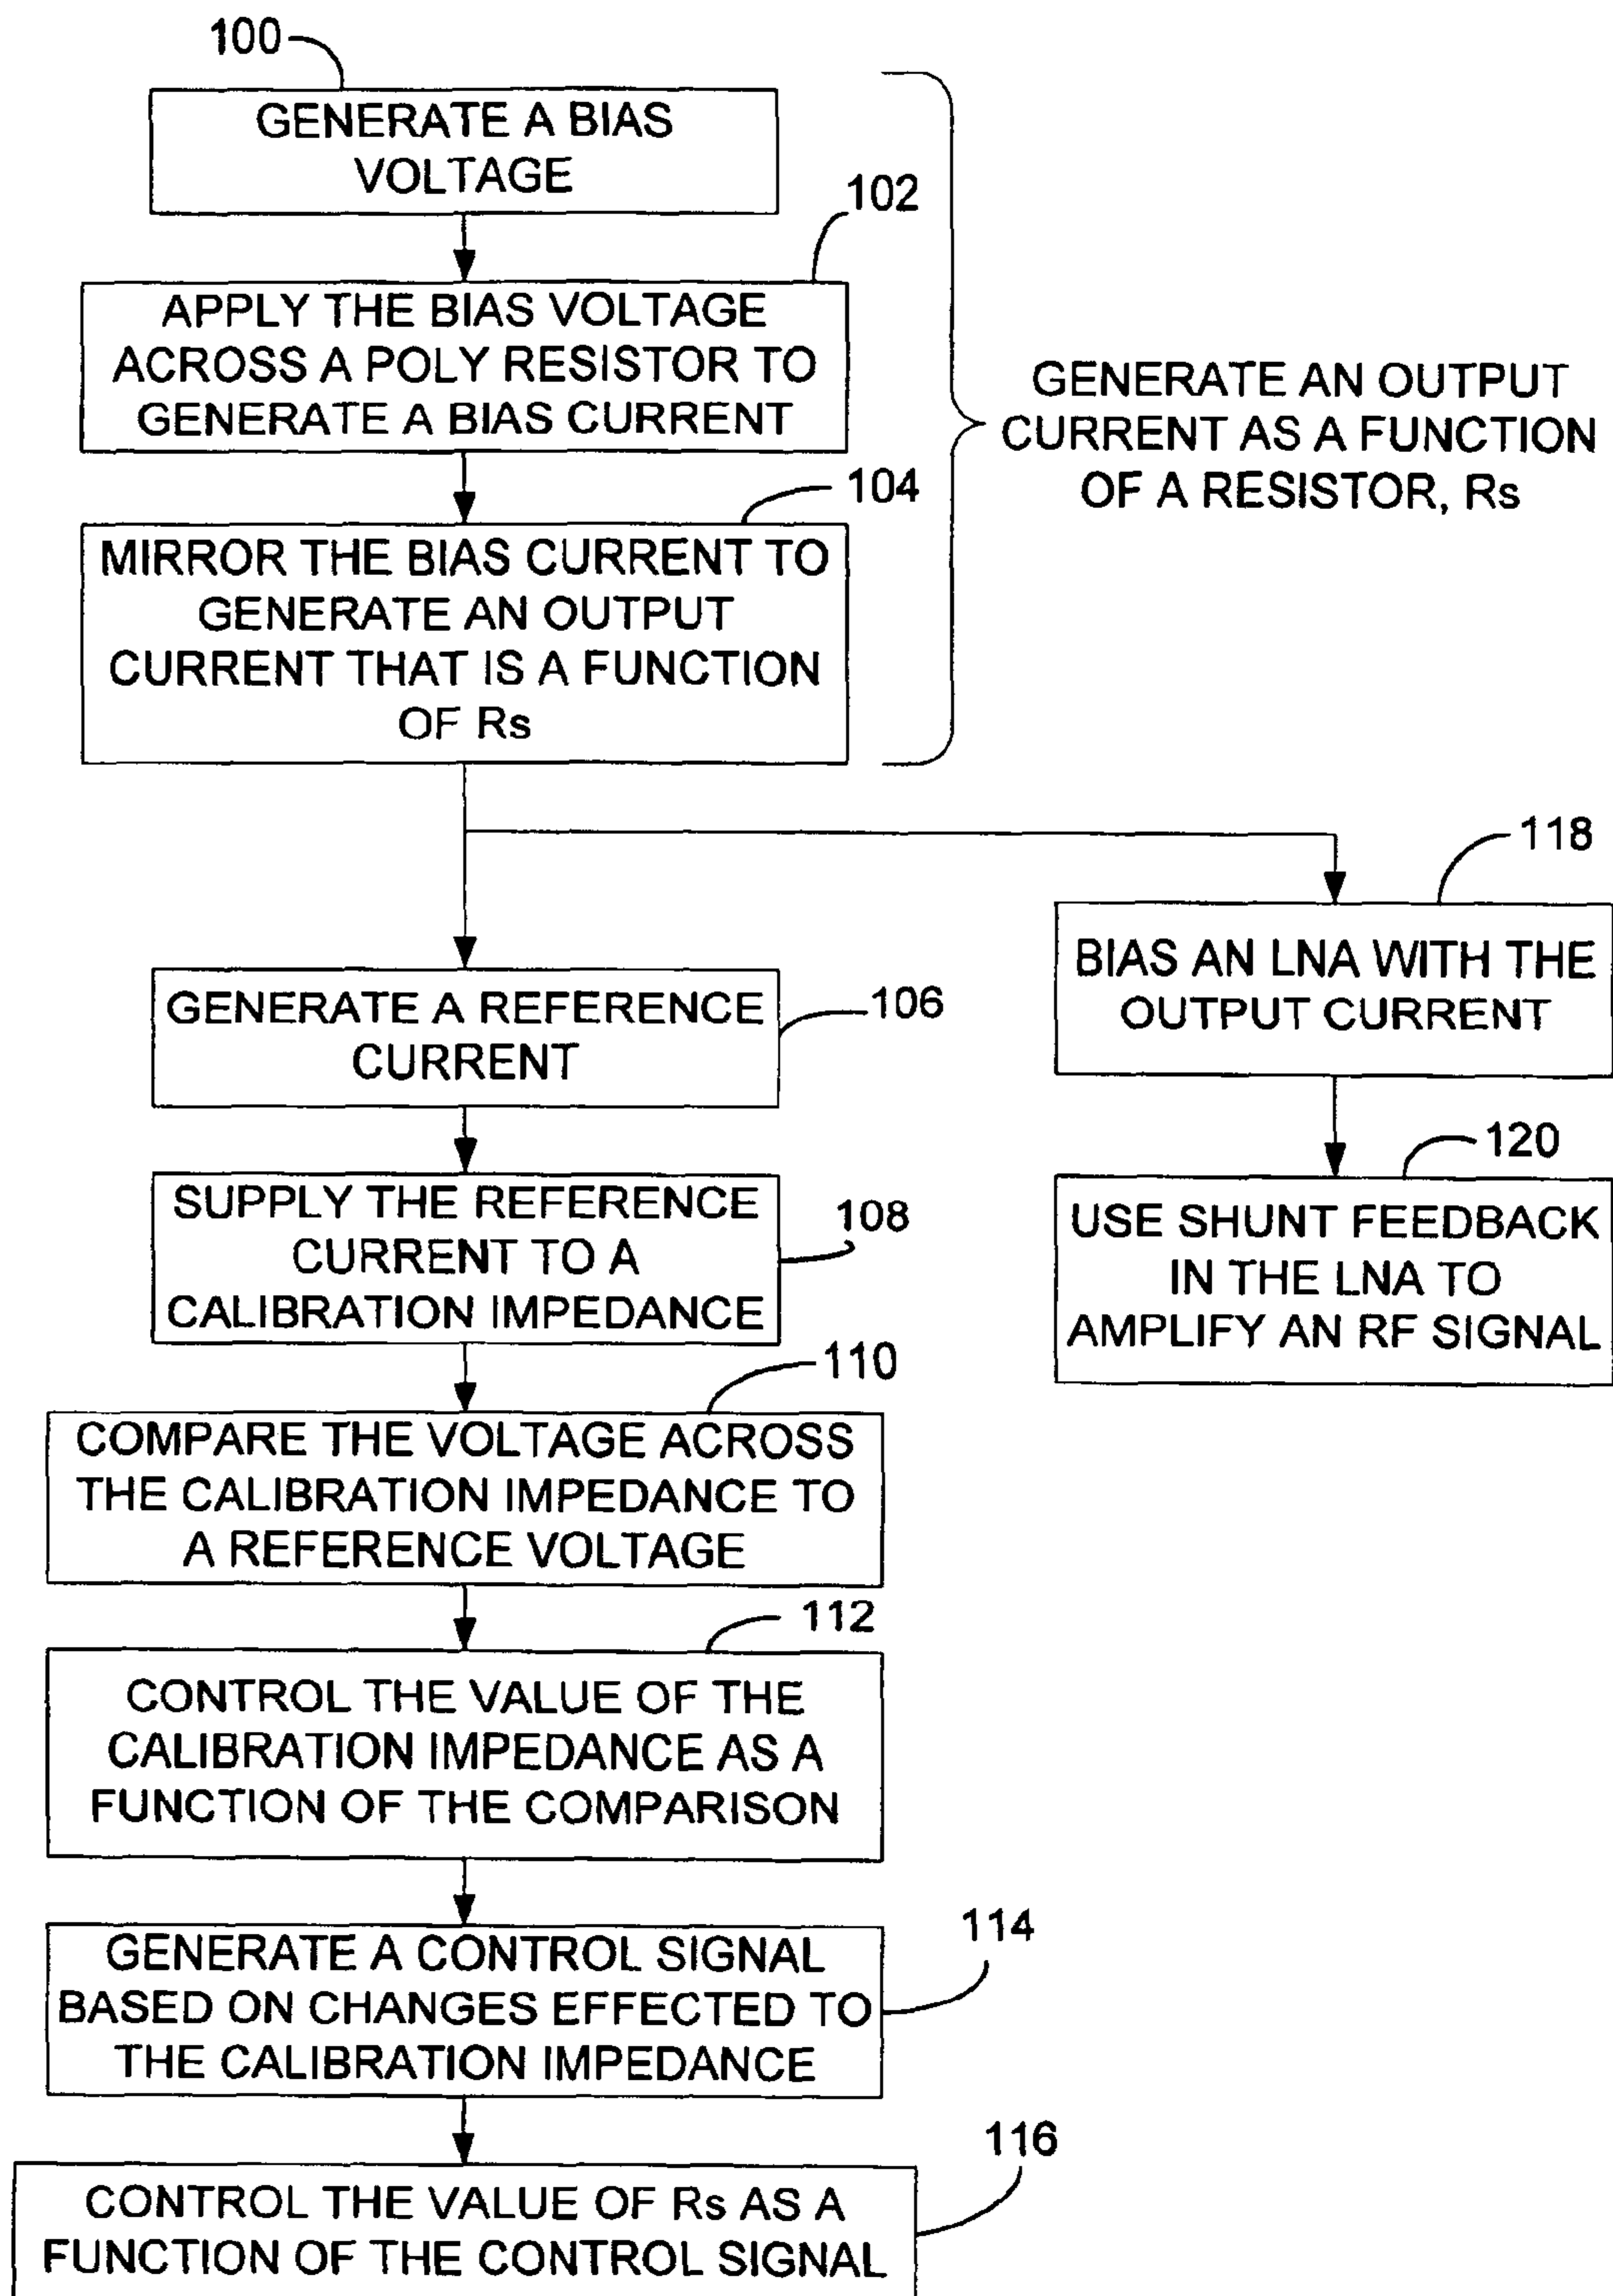 100
GENERATE A BIAS
VOLTAGE
102
APPLY THE BIAS VOLTAGE
ACROSS A POLY RESISTOR TO
GENERATE A BIAS CURRENT
104
MIRROR THE BIAS CURRENT TO
GENERATE AN OUTPUT
CURRENT THAT IS A FUNCTION
OF Rs
GENERATE AN OUTPUT
CURRENT AS A FUNCTION
OF A RESISTOR, Rs
106
GENERATE A REFERENCE
CURRENT
108
SUPPLY THE REFERENCE
CURRENT TO A
CALIBRATION IMPEDANCE
110
COMPARE THE VOLTAGE ACROSS
THE CALIBRATION IMPEDANCE TO
A REFERENCE VOLTAGE
112
CONTROL THE VALUE OF THE
CALIBRATION IMPEDANCE AS A
FUNCTION OF THE COMPARISON
114
GENERATE A CONTROL SIGNAL
BASED ON CHANGES EFFECTED TO
THE CALIBRATION IMPEDANCE
116
CONTROL THE VALUE OF Rs AS A
FUNCTION OF THE CONTROL SIGNAL
118
BIAS AN LNA WITH THE
OUTPUT CURRENT
120
USE SHUNT FEEDBACK
IN THE LNA TO
AMPLIFY AN RF SIGNAL